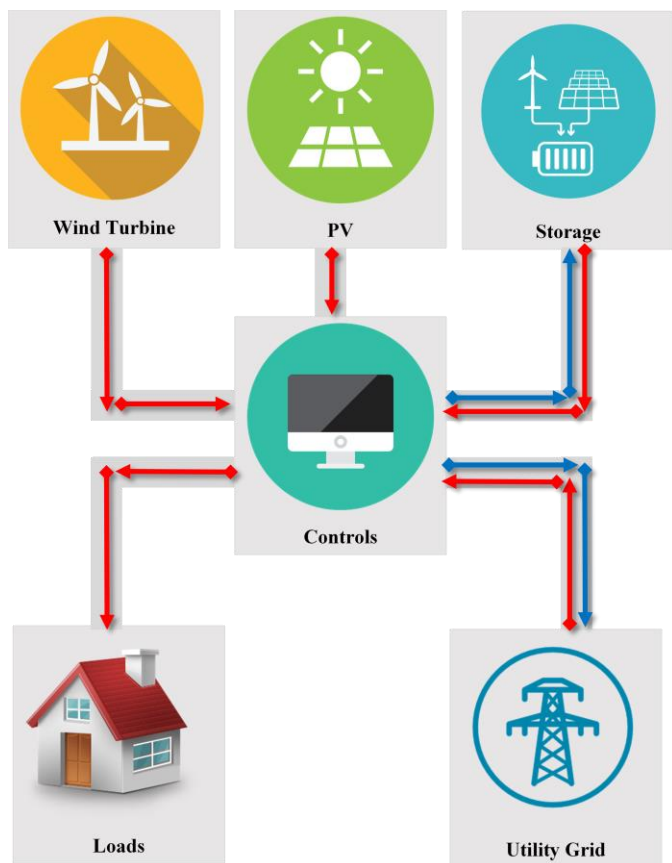 Wind Turbine
PV
Storage
Controls
Loads
Utility Grid